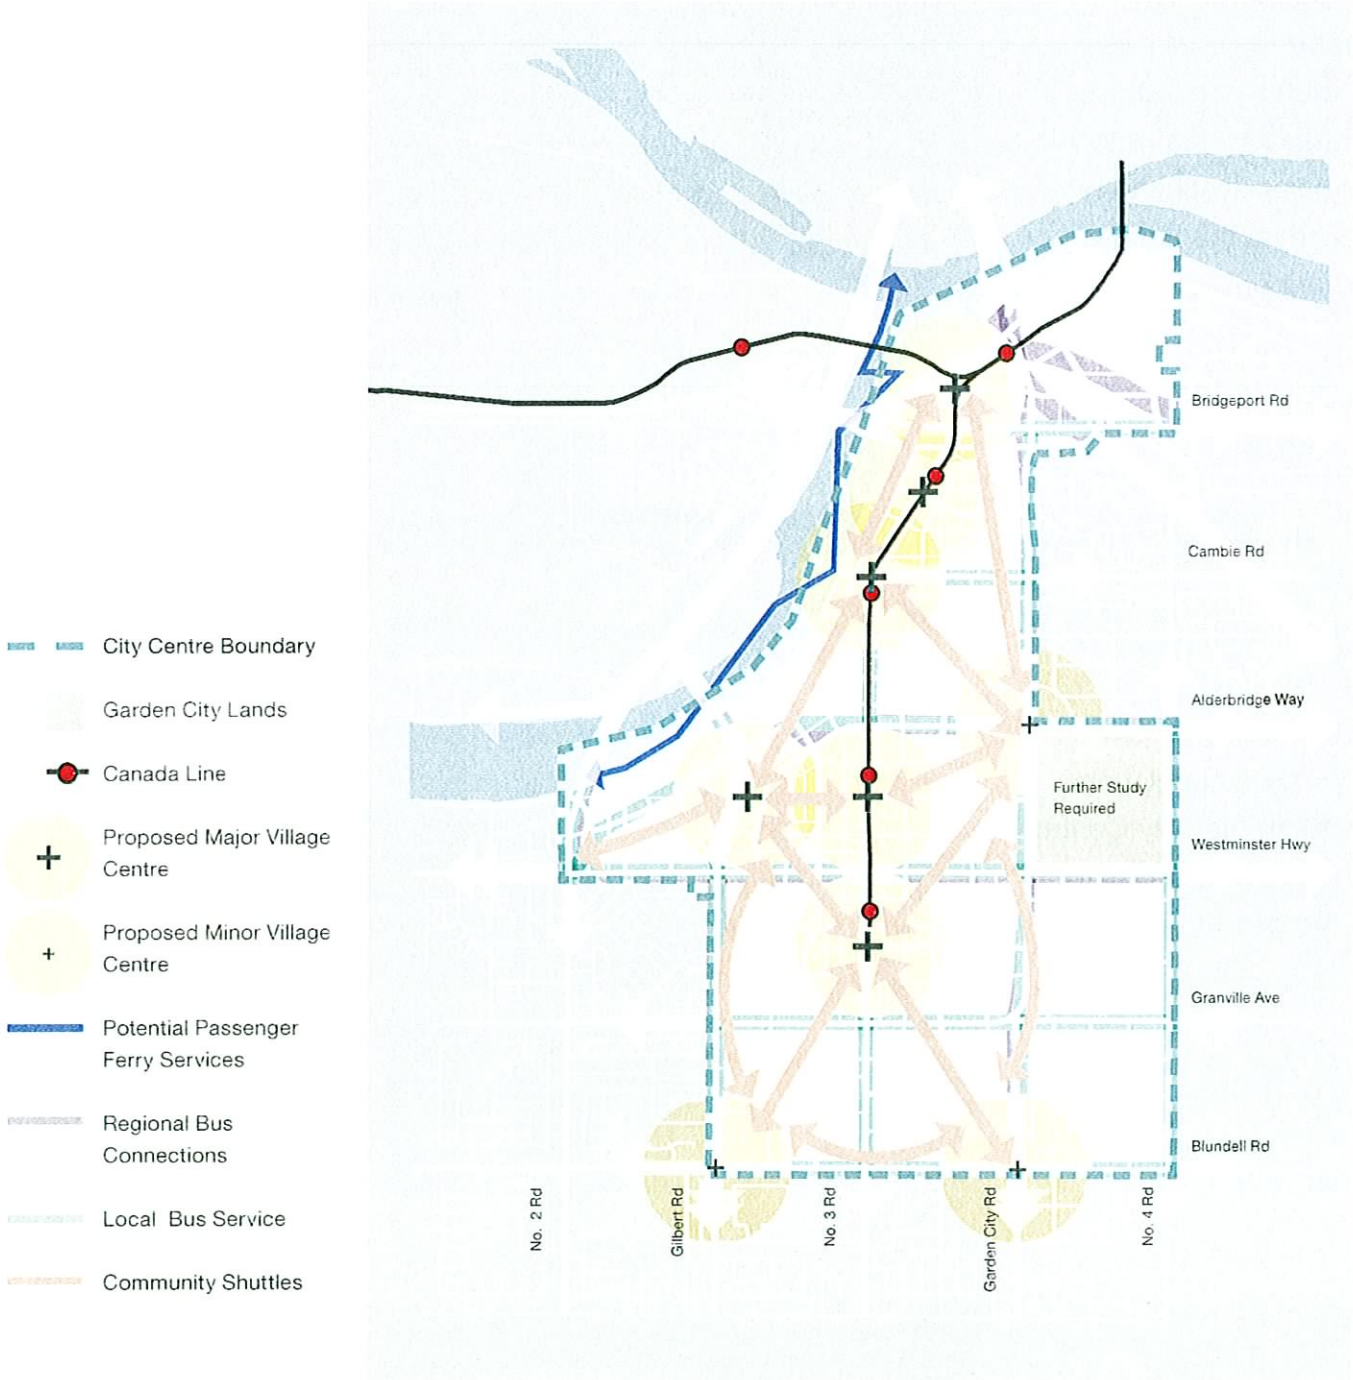 City Centre Boundary
Garden City Lands
Canada Line
Proposed Major Village
Centre
Proposed Minor Village
Centre
Potential Passenger
Ferry Services
Regional Bus
Connections
Local Bus Service
Community Shuttles
Bridgeport Rd
Cambie Rd
Alderbridge Way
Further Study
Required
Westminster Hwy
Granville Ave
Blundell Rd
No. 2 Rd
Gilbert Rd
No. 3 Rd
Garden City Rd
No. 4 Rd